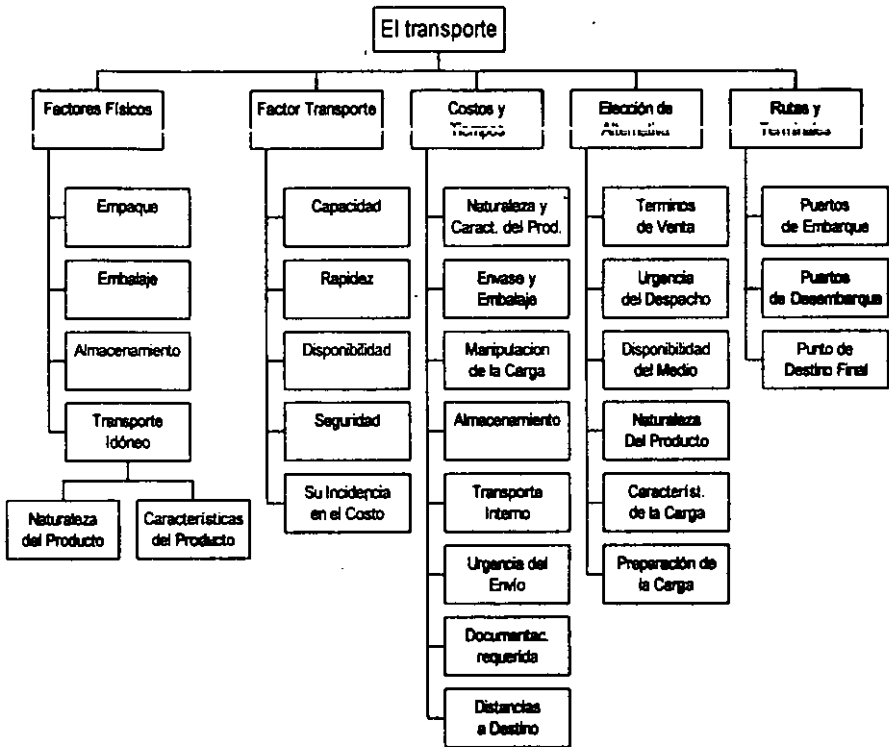 El transporte
Factores Físicos
Empaque
Embalaje
Almacenamiento
Transporte
Idóneo
Naturaleza
del Producto
Características
del Producto
Factor Transporte
Capacidad
Rapidez
Disponibilidad
Seguridad
Su Incidencia
en el Costo
Costos y
Tiempos
Naturaleza y
Caract. del Prod.
Envase y
Embalaje
Manipulacion
de la Carga
Almacenamiento
Transporte
Interno
Urgencia del
Envío
Documentac.
requerida
Distancias
a Destino
Elección de
Alternativa
Terminos
de Venta
Urgencia
del Despacho
Disponibilidad
del Medio
Naturaleza
Del Producto
Característ.
de la Carga
Preparación de
la Carga
Rutas y
Terminales
Puertos
de Embarque
Puertos
de Desembarque
Punto de
Destino Final